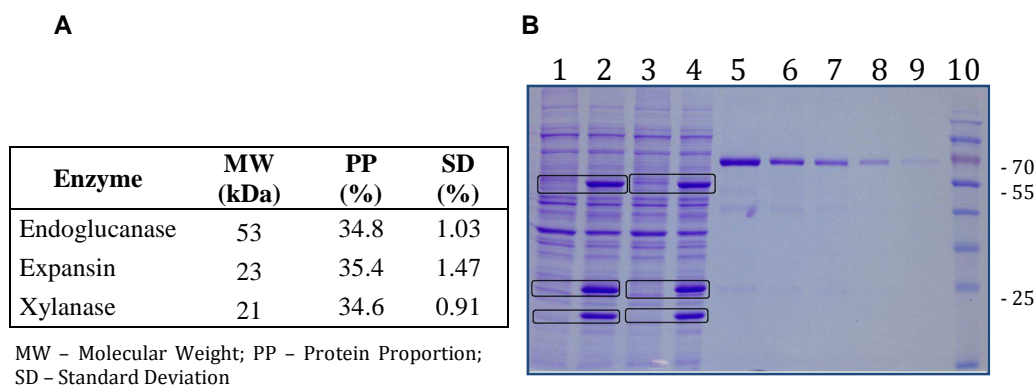 A
Enzyme MW (kDa) PP (%) SD (%)
Endoglucanase 53 34.8 1.03
Expansin 23 35.4 1.47
Xylanase 21 34.6 0.91
MW – Molecular Weight; PP – Protein Proportion;
SD – Standard Deviation
B
1 2 3 4 5 6 7 8 9 10
- 70
- 55
- 25